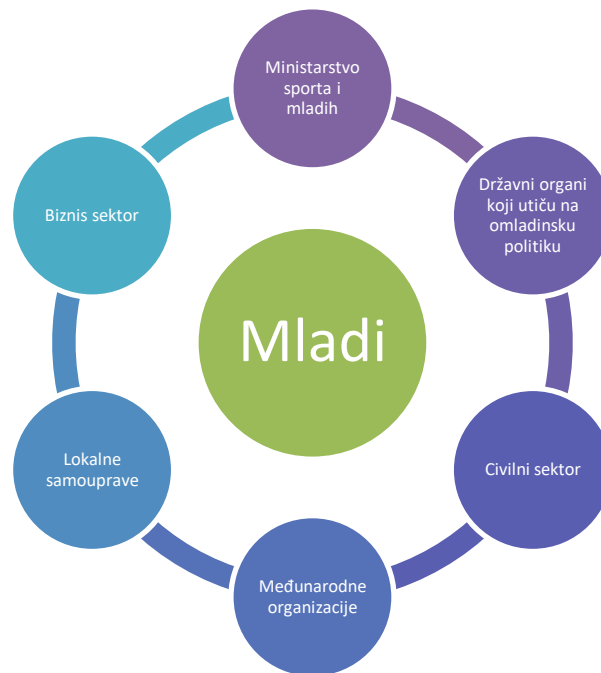 Ministarstvo
sporta i
mladih
Državni organi
koji utiču na
omladinsku
politiku
Civilni sektor
Međunarodne
organizacije
Lokalne
samouprave
Biznis sektor
Mladi